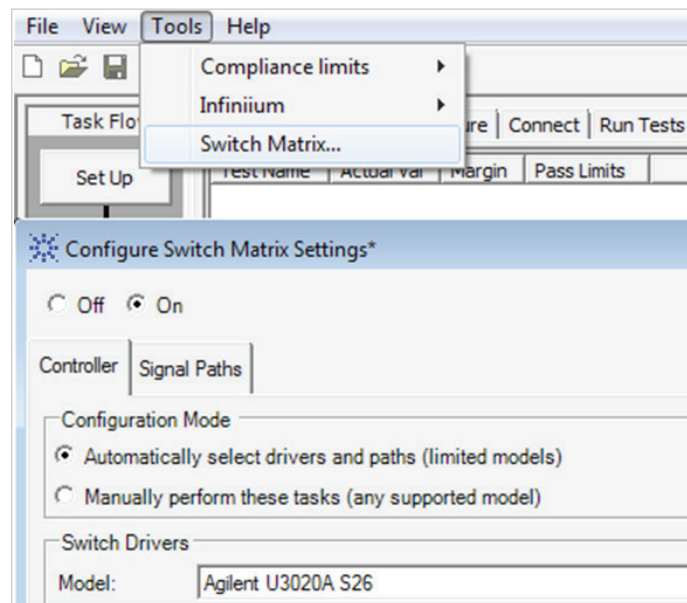 File View Tools Help
Compliance limits
Infiniium
Task Flo
Connect Run Tests
Switch Matrix...
Set Up
Test Name Actual Val Margin Pass Limits
Configure Switch Matrix Settings*
Off On
Controller Signal Paths
Configuration Mode
Automatically select drivers and paths (limited models)
Manually perform these tasks (any supported model)
Switch Drivers
Model: Agilent U3020A S26